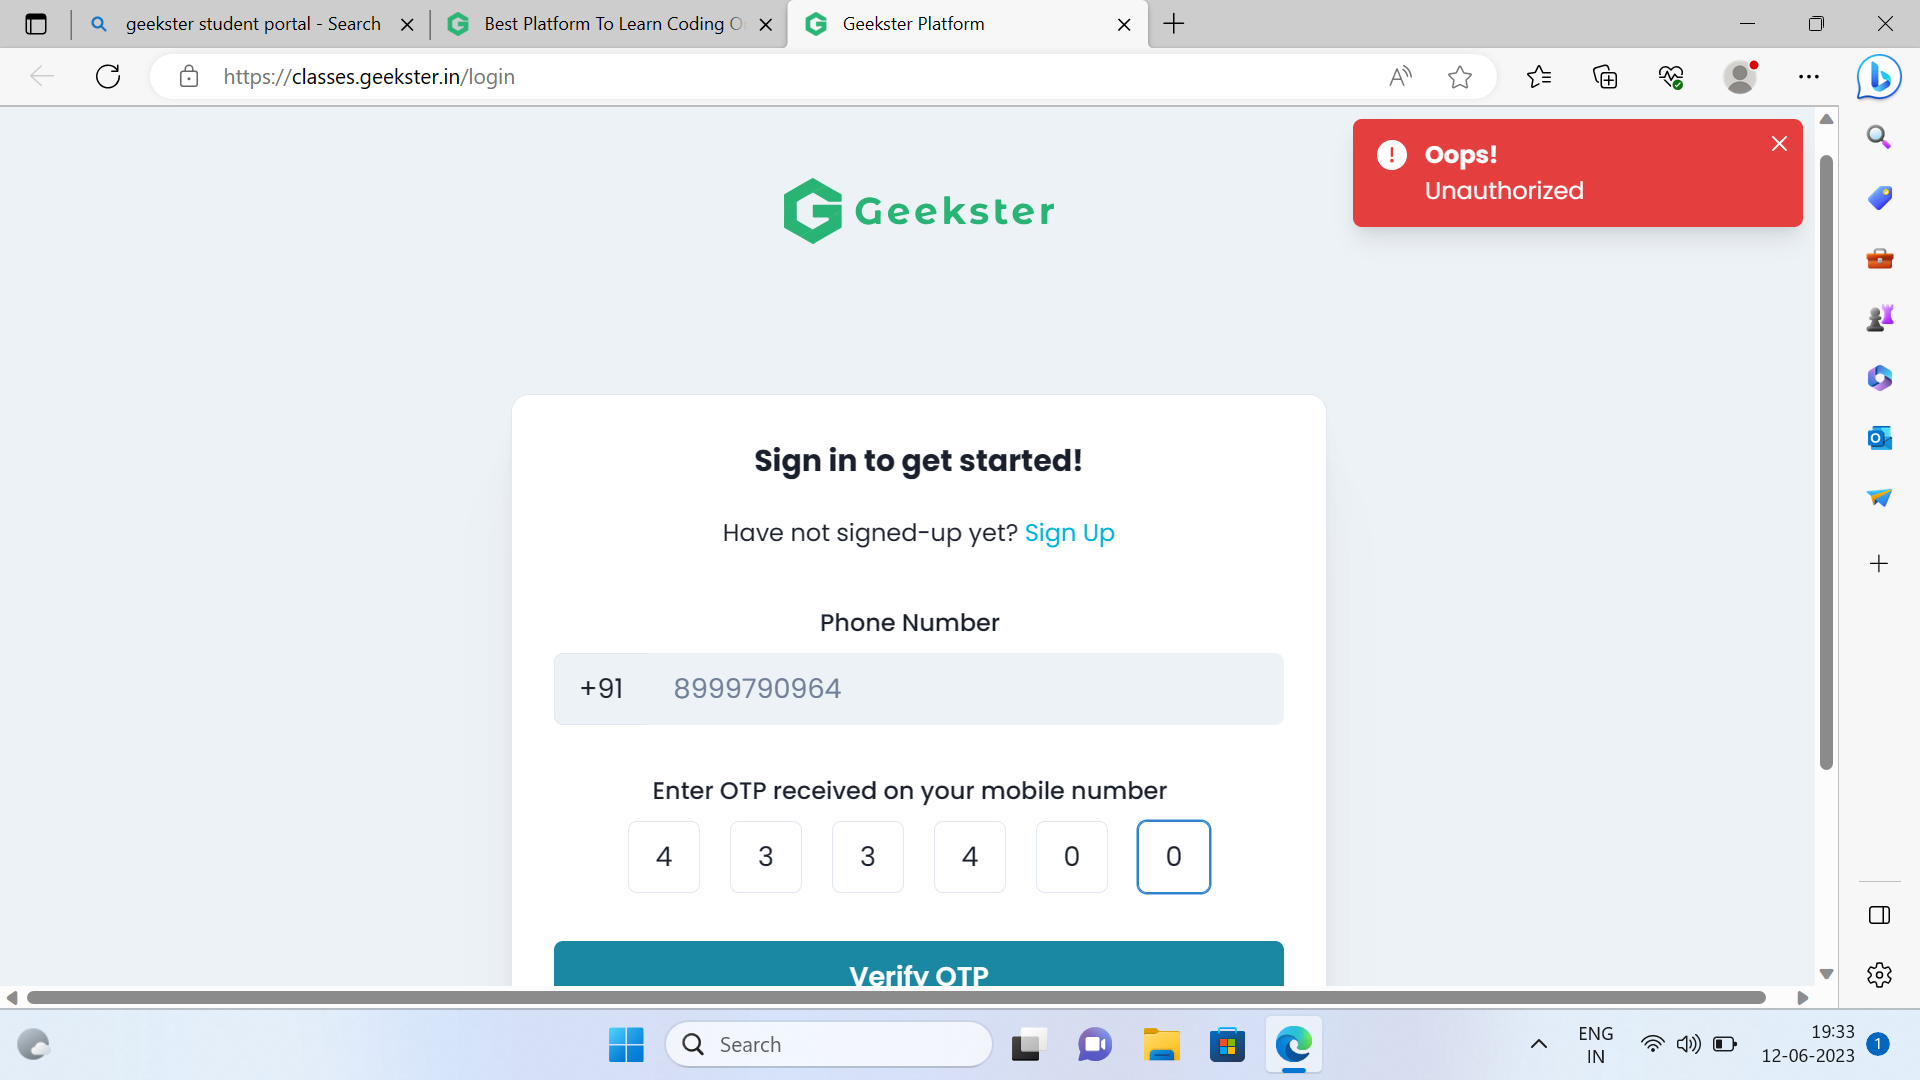 geekster student portal - Search
Best Platform To Learn Coding O
Geekster Platform
https://classes.geekster.in/login
Oops!
Unauthorized
Geekster
Sign in to get started!
Have not signed-up yet? Sign Up
Phone Number
+91 8999790964
Enter OTP received on your mobile number
4 3 3 4 0 0
Verify OTP
Search
ENG
IN
19:33
12-06-2023
1